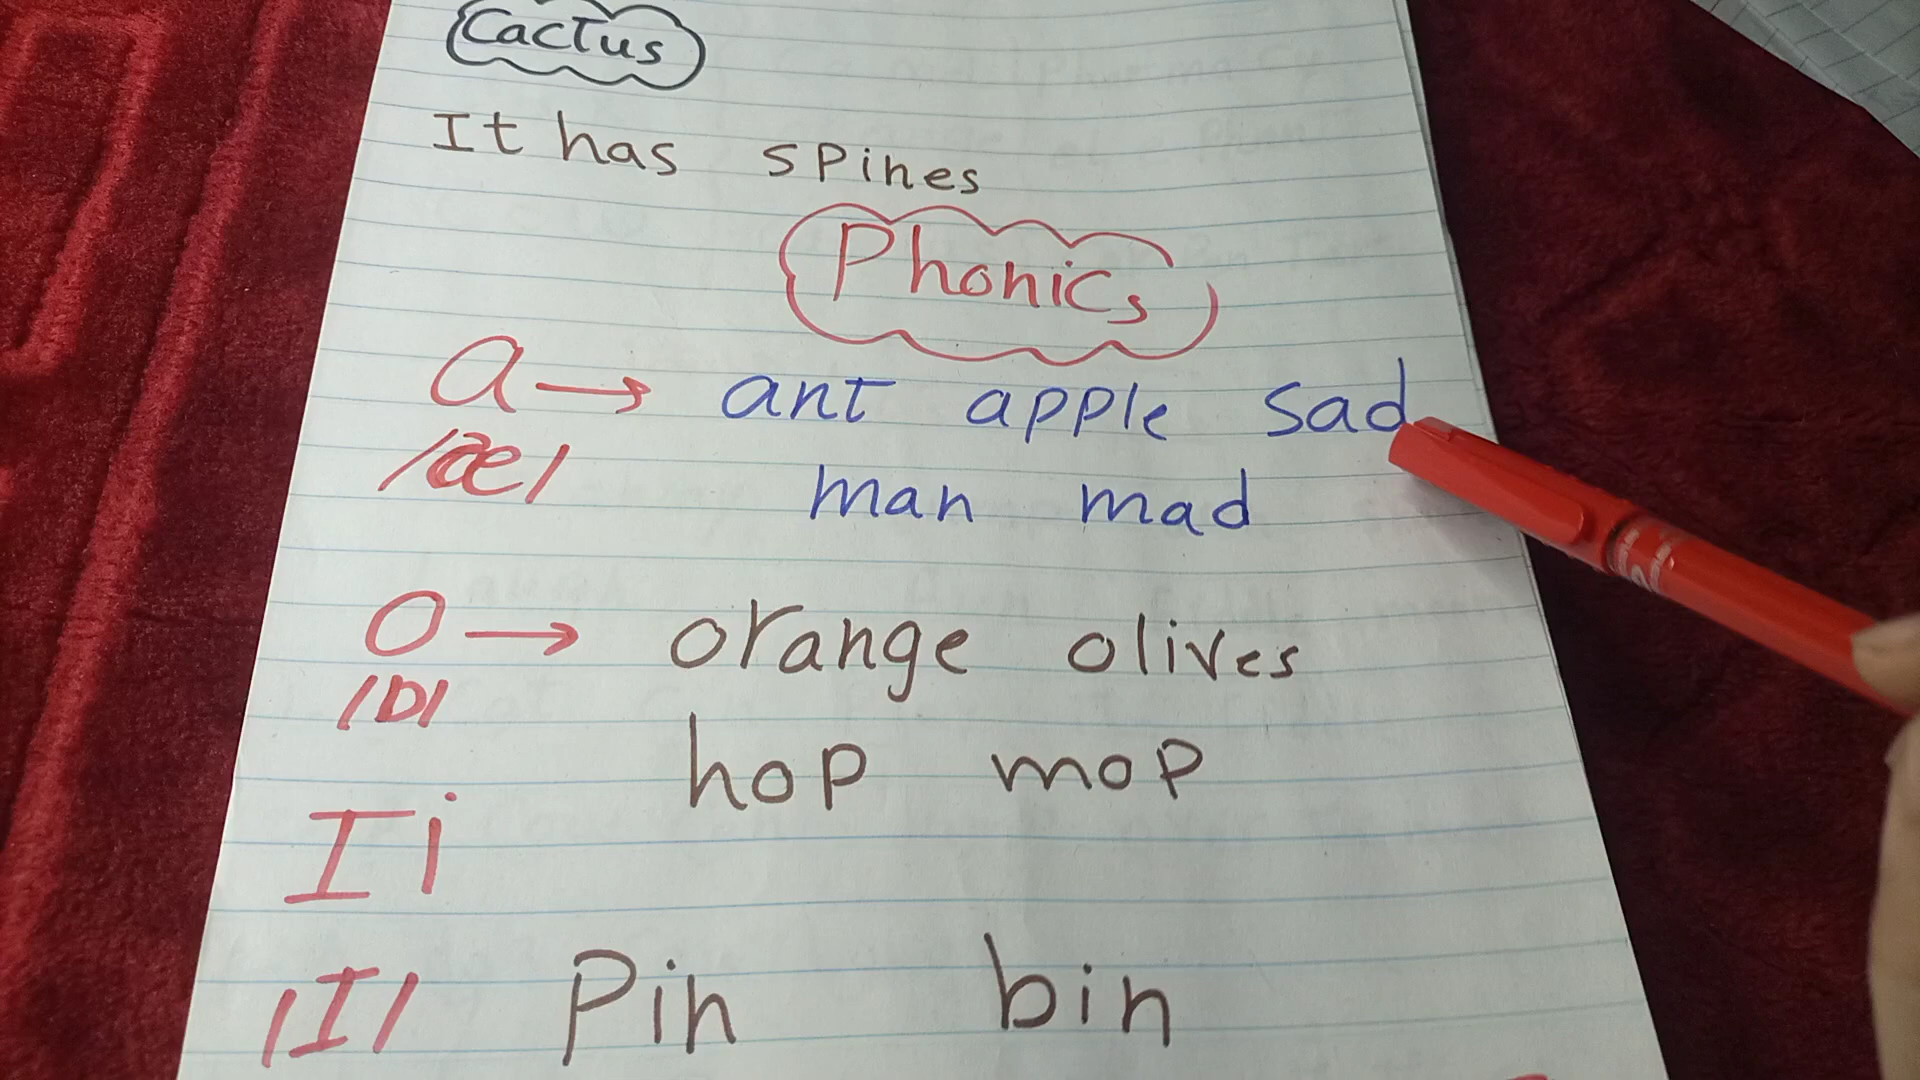 Cactus
It has spines
Phonics
a → ant apple sad
/æ/ man mad
O → orange olives
/ɒ/
hop mop
I i
/I/ Pin bin